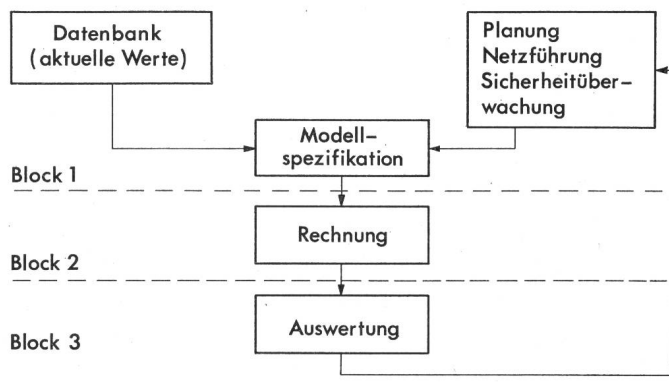 Datenbank
(aktuelle Werte)
Planung
Netzführung
Sicherheitüber-
wachung
Modell-
spezifikation
Block 1
Rechnung
Block 2
Auswertung
Block 3